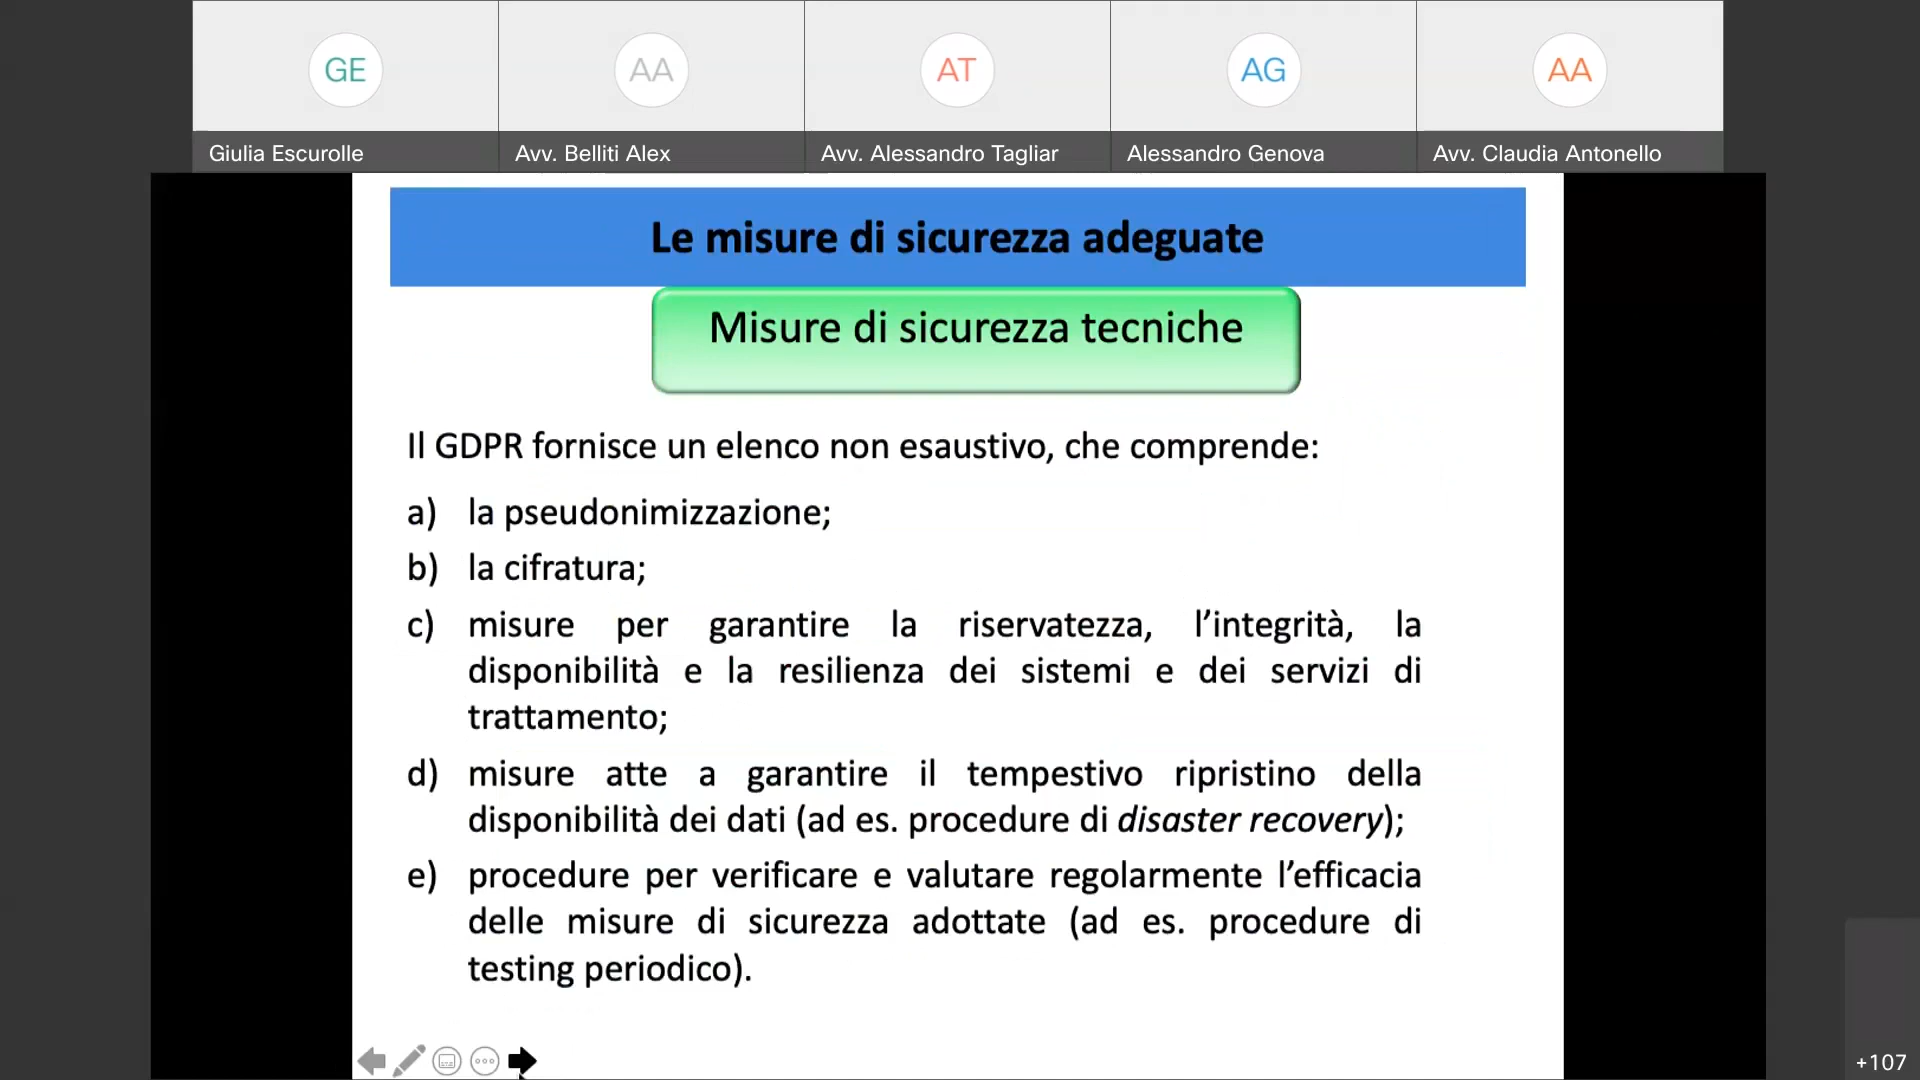 GE
AA
AT
AG
AA
Giulia Escurolle
Avv. Belliti Alex
Avv. Alessandro Tagliar
Alessandro Genova
Avv. Claudia Antonello
Le misure di sicurezza adeguate
Misure di sicurezza tecniche
Il GDPR fornisce un elenco non esaustivo, che comprende:
a) la pseudonimizzazione;
b) la cifratura;
c) misure per garantire la riservatezza, l’integrità, la
disponibilità e la resilienza dei sistemi e dei servizi di
trattamento;
d) misure atte a garantire il tempestivo ripristino della
disponibilità dei dati (ad es. procedure di disaster recovery);
e) procedure per verificare e valutare regolarmente l’efficacia
delle misure di sicurezza adottate (ad es. procedure di
testing periodico).
+107